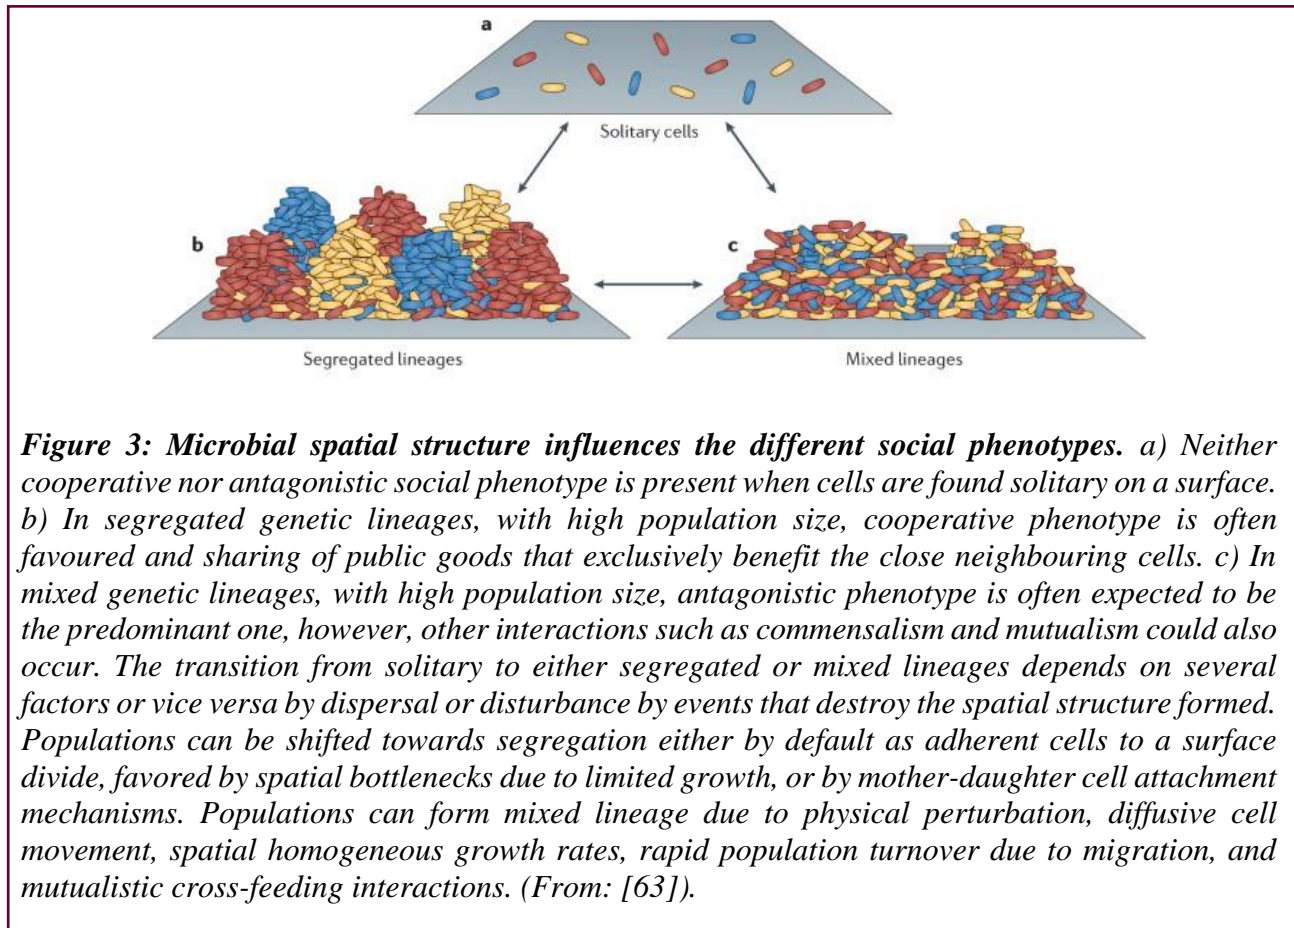 a
Solitary cells
b
c
Segregated lineages
Mixed lineages
Figure 3: Microbial spatial structure influences the different social phenotypes. a) Neither
cooperative nor antagonistic social phenotype is present when cells are found solitary on a surface.
b) In segregated genetic lineages, with high population size, cooperative phenotype is often
favoured and sharing of public goods that exclusively benefit the close neighbouring cells. c) In
mixed genetic lineages, with high population size, antagonistic phenotype is often expected to be
the predominant one, however, other interactions such as commensalism and mutualism could also
occur. The transition from solitary to either segregated or mixed lineages depends on several
factors or vice versa by dispersal or disturbance by events that destroy the spatial structure formed.
Populations can be shifted towards segregation either by default as adherent cells to a surface
divide, favored by spatial bottlenecks due to limited growth, or by mother-daughter cell attachment
mechanisms. Populations can form mixed lineage due to physical perturbation, diffusive cell
movement, spatial homogeneous growth rates, rapid population turnover due to migration, and
mutualistic cross-feeding interactions. (From: [63]).
Nature Reviews | Microbiology